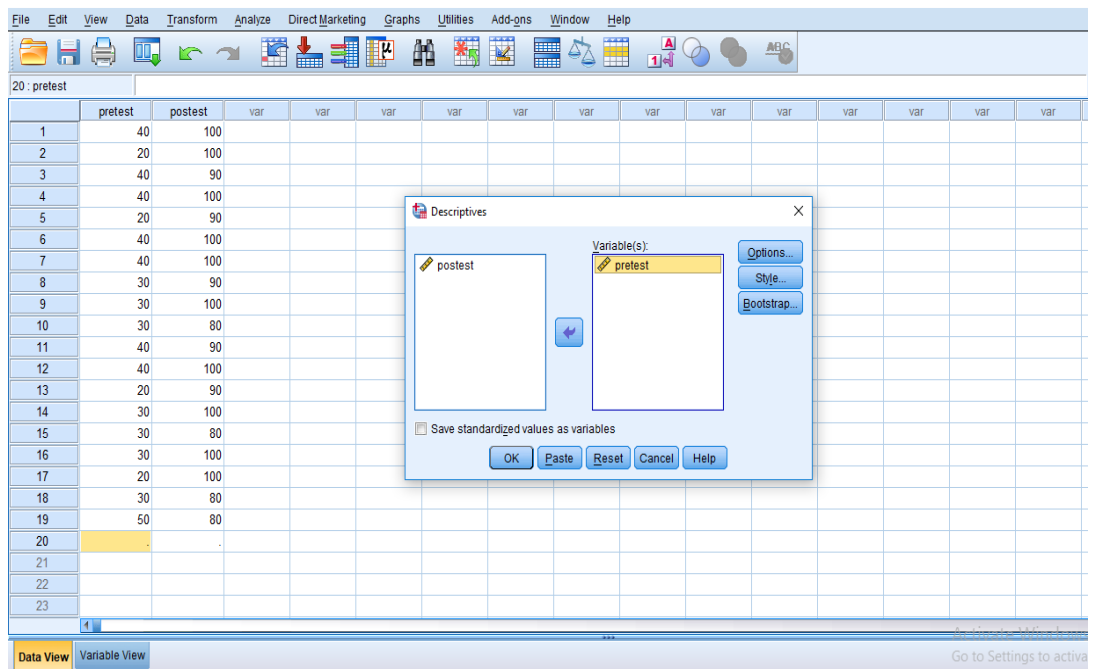 File Edit View Data Transform Analyze Direct Marketing Graphs Utilities Add-ons Window Help
20 : pretest
pretest postest var var var var var var var var var var var var var
1 40 100
2 20 100
3 40 90
4 40 100
5 20 90
6 40 100
7 40 100
8 30 90
9 30 100
10 30 80
11 40 90
12 40 100
13 20 90
14 30 100
15 30 80
16 30 100
17 20 100
18 30 80
19 50 80
20 . .
21
22
23
Descriptives
Variable(s):
postest
pretest
Options...
Style...
Bootstrap...
Save standardized values as variables
OK Paste Reset Cancel Help
Data View Variable View
Go to Settings to activa